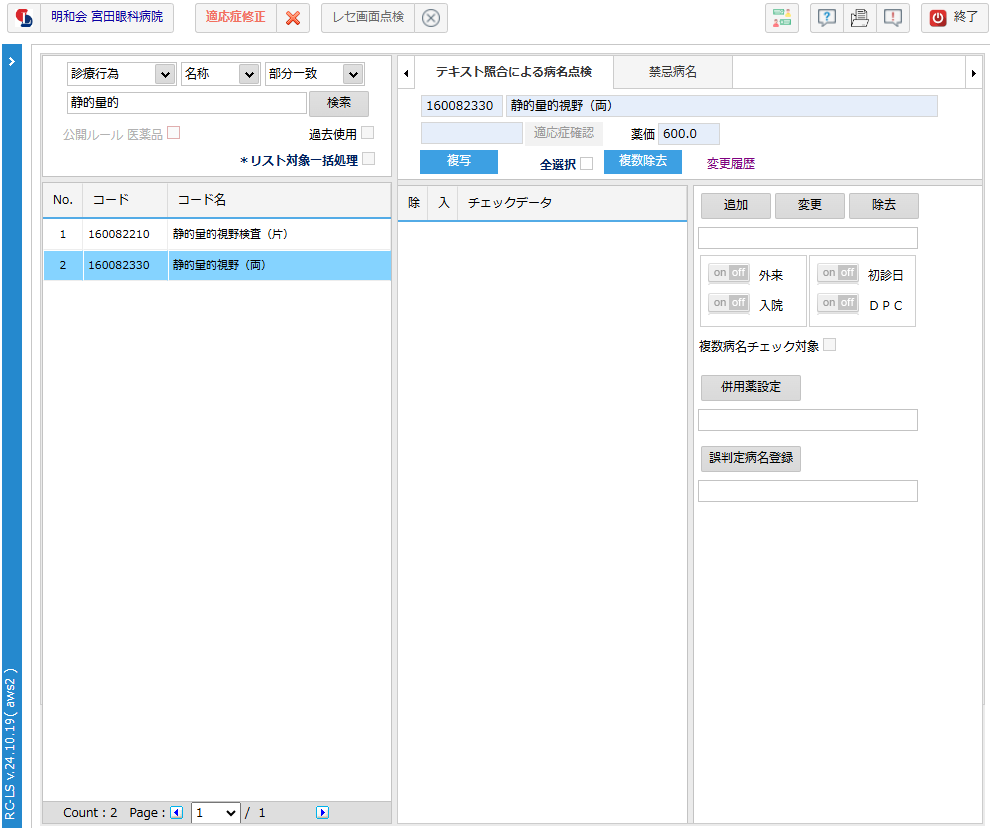 明和会 宮田眼科病院
適応症修正
レセ画面点検
終了
診療行為 名称 部分一致
静的量的 検索
公開ルール 医薬品 過去使用
＊リスト対象一括処理
No. コード コード名
1 160082210 静的量的視野検査（片）
2 160082330 静的量的視野（両）
Count : 2 Page : 1 / 1
テキスト照合による病名点検 禁忌病名
160082330 静的量的視野（両）
適応症確認 薬価 600.0
複写 全選択 複数除去 変更履歴
除 入 チェックデータ
追加 変更 除去
on off 外来 on off 初診日
on off 入院 on off ＤＰＣ
複数病名チェック対象
併用薬設定
誤判定病名登録
RC-LS v.24.10.19( aws2 )